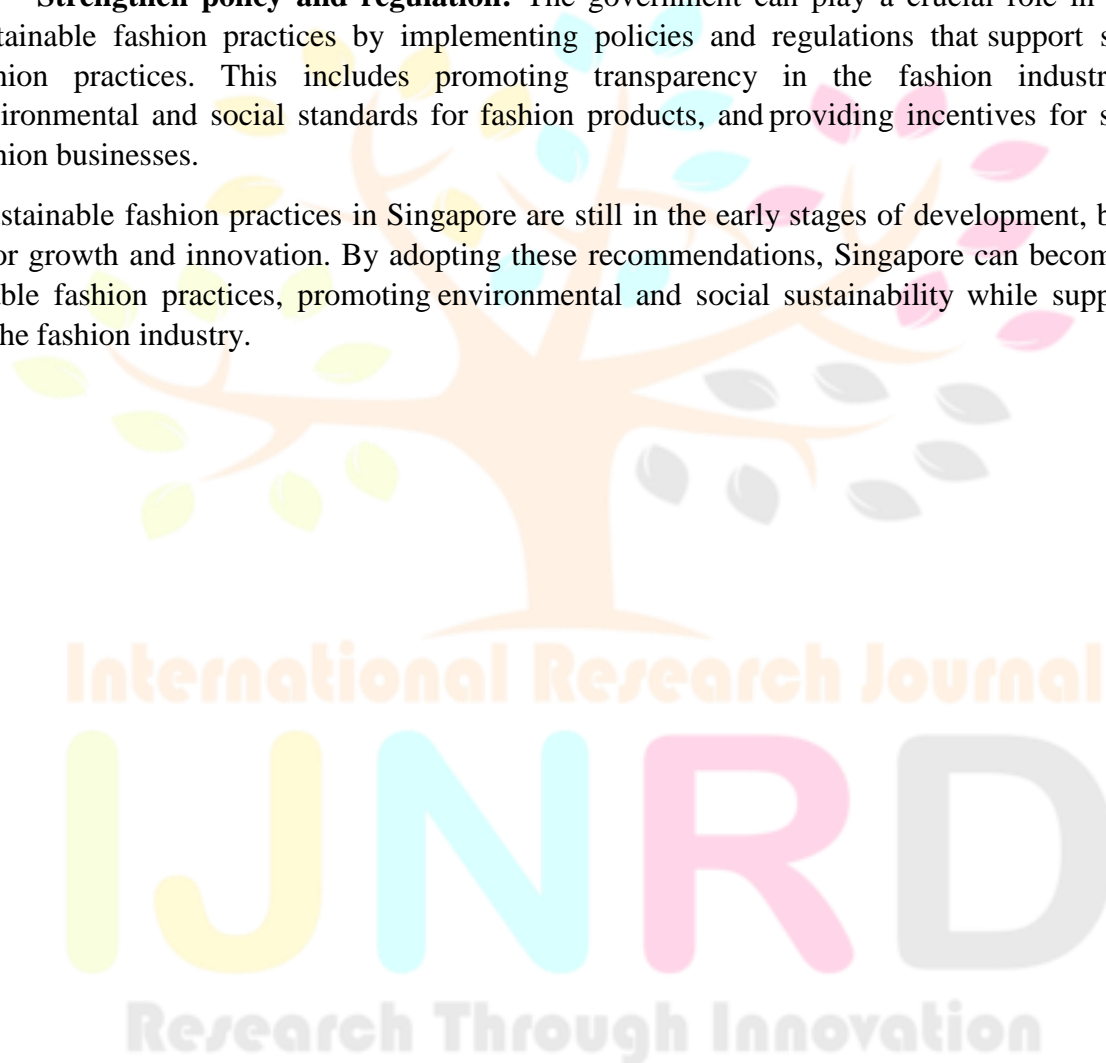 Strengthen policy and regulation: The government can play a crucial role in
tainable fashion practices by implementing policies and regulations that support s
nion practices. This includes promoting transparency in the fashion industr
ironmental and social standards for fashion products, and providing incentives for s
nion businesses.
stainable fashion practices in Singapore are still in the early stages of development, b
or growth and innovation. By adopting these recommendations, Singapore can becom
able fashion practices, promoting environmental and social sustainability while supp
he fashion industry.
International Research Journal
IJNRD
Research Through Innovation